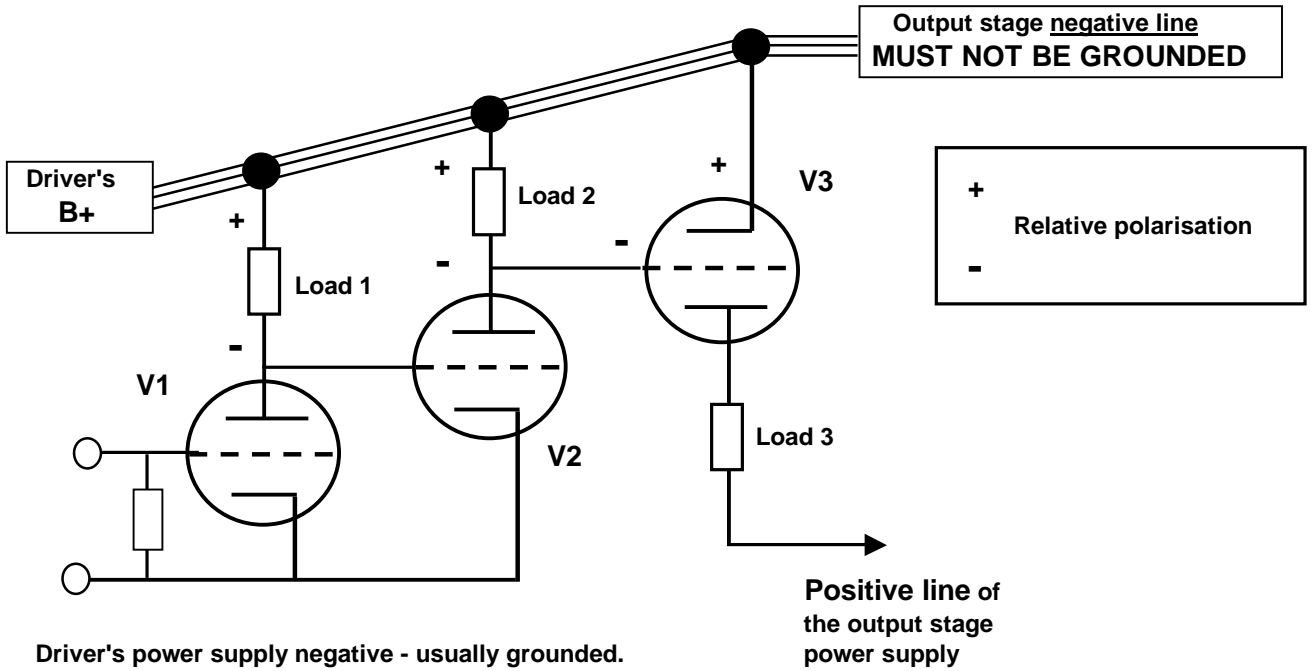 Output stage negative line
MUST NOT BE GROUNDED
Driver's
B+
+
+
+
Load 1
Load 2
V3
-
-
-
V1
V2
Load 3
+
Relative polarisation
-
Positive line of
the output stage
power supply
Driver's power supply negative - usually grounded.